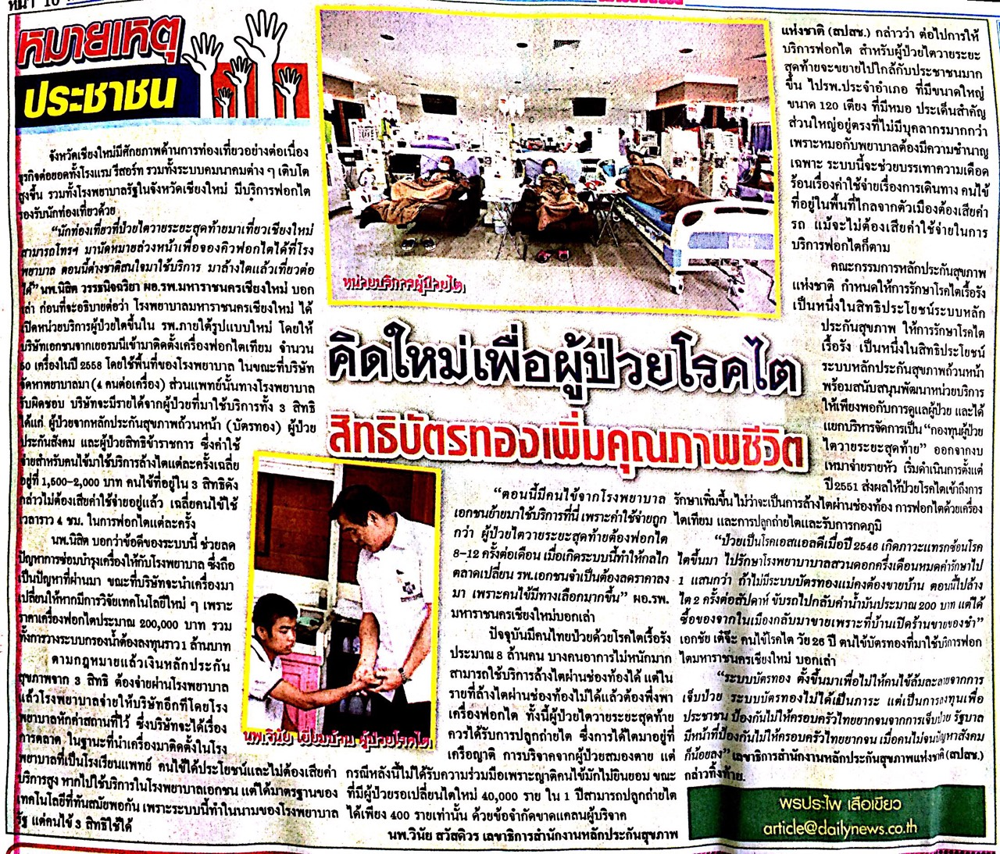 หมายเหตุ
ประชาชน
จังหวัดเชียงใหม่มีศักยภาพด้านการท่องเที่ยวอย่างต่อเนื่อง
ธุรกิจต่อยอดทั้งโรงแรม รีสอร์ท รวมทั้งระบบคมนาคมต่าง ๆ เติบโต
สูงขึ้น รวมทั้งโรงพยาบาลรัฐในจังหวัดเชียงใหม่ มีบริการฟอกไต
รองรับนักท่องเที่ยวด้วย
“นักท่องเที่ยวที่ป่วยไตวายระยะสุดท้ายมาเที่ยวเชียงใหม่
สามารถโทรฯ มานัดหมายล่วงหน้าเพื่อจองคิวฟอกไตได้ที่โรง
พยาบาล ตอนนี้ต่างชาติสนใจมาใช้บริการ มาล้างไตแล้วเที่ยวต่อ
ได้” นพ.นิสิต วรรธนัจฉริยา ผอ.รพ.มหาราชนครเชียงใหม่ บอก
เล่า ก่อนที่จะอธิบายต่อว่า โรงพยาบาลมหาราชนครเชียงใหม่ ได้
เปิดหน่วยบริการผู้ป่วยไตขึ้นใน รพ.ภายใต้รูปแบบใหม่ โดยให้
บริษัทเอกชนจากเยอรมนีเข้ามาติดตั้งเครื่องฟอกไตเทียม จำนวน
50 เครื่องในปี 2558 โดยใช้พื้นที่ของโรงพยาบาล ในขณะที่บริษัท
จัดหาพยาบาลมา (4 คนต่อเครื่อง) ส่วนแพทย์นั้นทางโรงพยาบาล
รับผิดชอบ บริษัทจะมีรายได้จากผู้ป่วยที่มาใช้บริการทั้ง 3 สิทธิ
ได้แก่ ผู้ป่วยจากหลักประกันสุขภาพถ้วนหน้า (บัตรทอง) ผู้ป่วย
ประกันสังคม และผู้ป่วยสิทธิข้าราชการ ซึ่งค่าใช้
จ่ายสำหรับคนไข้มาใช้บริการล้างไตแต่ละครั้งเฉลี่ย
อยู่ที่ 1,500-2,000 บาท คนไข้ที่อยู่ใน 3 สิทธิดัง
กล่าวไม่ต้องเสียค่าใช้จ่ายอยู่แล้ว เฉลี่ยคนไข้ใช้
เวลาราว 4 ชม. ในการฟอกไตแต่ละครั้ง
นพ.นิสิต บอกว่าข้อดีของระบบนี้ ช่วยลด
ปัญหาการซ่อมบำรุงเครื่องให้กับโรงพยาบาล ซึ่งถือ
เป็นปัญหาที่ผ่านมา ขณะที่บริษัทจะนำเครื่องมา
เปลี่ยนให้หากมีการวิจัยเทคโนโลยีใหม่ ๆ เพราะ
ราคาเครื่องฟอกไตประมาณ 200,000 บาท รวม
ทั้งการวางระบบกรองน้ำต้องลงทุนราว 1 ล้านบาท
ตามกฎหมายแล้วเงินหลักประกัน
สุขภาพจาก 3 สิทธิ ต้องจ่ายผ่านโรงพยาบาล
แล้วโรงพยาบาลจ่ายให้บริษัทอีกทีโดยโรง
พยาบาลหักค่าสถานที่ไว้ ซึ่งบริษัทจะได้เรื่อง
การตลาด ในฐานะที่นำเครื่องมาติดตั้งในโรง
พยาบาลที่เป็นโรงเรียนแพทย์ คนไข้ได้ประโยชน์และไม่ต้องเสียค่า
บริการสูง หากไปใช้บริการในโรงพยาบาลเอกชน แต่ได้มาตรฐานของ
เทคโนโลยีที่ทันสมัยพอกัน เพราะระบบนี้ทำในนามของโรงพยาบาล
รัฐ แต่คนไข้ 3 สิทธิใช้ได้
หน่วยบริการผู้ป่วยไต
คิดใหม่เพื่อผู้ป่วยโรคไต
สิทธิบัตรทองเพิ่มคุณภาพชีวิต
นพ.วินัย เยี่ยมบ้าน ผู้ป่วยโรคไต
“ตอนนี้มีคนไข้จากโรงพยาบาล
เอกชนย้ายมาใช้บริการที่นี่ เพราะค่าใช้จ่ายถูก
กว่า ผู้ป่วยไตวายระยะสุดท้ายต้องฟอกไต
8-12 ครั้งต่อเดือน เมื่อเกิดระบบนี้ทำให้กลไก
ตลาดเปลี่ยน รพ.เอกชนจำเป็นต้องลดราคาลง
มา เพราะคนไข้มีทางเลือกมากขึ้น” ผอ.รพ.
มหาราชนครเชียงใหม่บอกเล่า
ปัจจุบันมีคนไทยป่วยด้วยโรคไตเรื้อรัง
ประมาณ 8 ล้านคน บางคนอาการไม่หนักมาก
สามารถใช้บริการล้างไตผ่านช่องท้องได้ แต่ใน
รายที่ล้างไตผ่านช่องท้องไม่ได้แล้วต้องพึ่งพา
เครื่องฟอกไต ทั้งนี้ผู้ป่วยไตวายระยะสุดท้าย
ควรได้รับการปลูกถ่ายไต ซึ่งการได้ไตมาอยู่ที่
เครือญาติ การบริจาคจากผู้ป่วยสมองตาย แต่
กรณีหลังนี้ไม่ได้รับความร่วมมือเพราะญาติคนไข้มักไม่ยินยอม ขณะ
ที่มีผู้ป่วยรอเปลี่ยนไตใหม่ 40,000 ราย ใน 1 ปีสามารถปลูกถ่ายไต
ได้เพียง 400 รายเท่านั้น ด้วยข้อจำกัดขาดแคลนผู้บริจาค
นพ.วินัย สวัสดิวร เลขาธิการสำนักงานหลักประกันสุขภาพ
แห่งชาติ (สปสช.) กล่าวว่า ต่อไปการให้
บริการฟอกไต สำหรับผู้ป่วยไตวายระยะ
สุดท้ายจะขยายไปใกล้กับประชาชนมาก
ขึ้น ไปรพ.ประจำอำเภอ ที่มีขนาดใหญ่
ขนาด 120 เตียง ที่มีหมอ ประเด็นสำคัญ
ส่วนใหญ่อยู่ตรงที่ไม่มีบุคลากรมากกว่า
เพราะหมอกับพยาบาลต้องมีความชำนาญ
เฉพาะ ระบบนี้จะช่วยบรรเทาความเดือด
ร้อนเรื่องค่าใช้จ่ายเรื่องการเดินทาง คนไข้
ที่อยู่ในพื้นที่ไกลจากตัวเมืองต้องเสียค่า
รถ แม้จะไม่ต้องเสียค่าใช้จ่ายในการ
บริการฟอกไตก็ตาม
คณะกรรมการหลักประกันสุขภาพ
แห่งชาติ กำหนดให้การรักษาโรคไตเรื้อรัง
เป็นหนึ่งในสิทธิประโยชน์ระบบหลัก
ประกันสุขภาพ ให้การรักษาโรคไต
เรื้อรัง เป็นหนึ่งในสิทธิประโยชน์
ระบบหลักประกันสุขภาพถ้วนหน้า
พร้อมสนับสนุนพัฒนาหน่วยบริการ
ให้เพียงพอกับการดูแลผู้ป่วย และได้
แยกบริหารจัดการเป็น “กองทุนผู้ป่วย
ไตวายระยะสุดท้าย” ออกจากงบ
เหมาจ่ายรายหัว เริ่มดำเนินการตั้งแต่
ปี 2551 ส่งผลให้ป่วยโรคไตเข้าถึงการ
รักษาเพิ่มขึ้น ไม่ว่าจะเป็นการล้างไตผ่านช่องท้อง การฟอกไตด้วยเครื่อง
ไตเทียม และการปลูกถ่ายไตและรับการกดภูมิ
“ป่วยเป็นโรคเอสแอลดีเมื่อปี 2546 เกิดภาวะแทรกซ้อนโรค
ไตขึ้นมา ไปรักษาโรงพยาบาบาลสวนดอกครึ่งเดือนหมดค่ารักษาไป
1 แสนกว่า ถ้าไม่มีระบบบัตรทองแม่คงต้องขายบ้าน ตอนนี้ไปล้าง
ไต 2 ครั้งต่อสัปดาห์ ขับรถไปกลับค่าน้ำมันประมาณ 200 บาท แต่ได้
ซื้อของจากในเมืองกลับมาขายเพราะที่บ้านเปิดร้านขายของชำ”
เอกชัย เต๋จ๊ะ คนไข้โรคไต วัย 26 ปี คนไข้บัตรทองที่มาใช้บริการฟอก
ไตมหาราชนครเชียงใหม่ บอกเล่า
“ระบบบัตรทอง ตั้งขึ้นมาเพื่อไม่ให้คนไข้ล้มละลายจากการ
เจ็บป่วย ระบบบัตรทองไม่ได้เป็นภาระ แต่เป็นการลงทุนเพื่อ
ประชาชน ป้องกันไม่ให้ครอบครัวไทยยากจนจากการเจ็บป่วย รัฐบาล
มีหน้าที่ป้องกันไม่ให้ครอบครัวไทยยากจน เมื่อคนไม่จนปัญหาสังคม
ก็น้อยลง” เลขาธิการสำนักงานหลักประกันสุขภาพแห่งชาติ (สปสช.)
กล่าวทิ้งท้าย.
พรประไพ เสือเขียว
article@dailynews.co.th